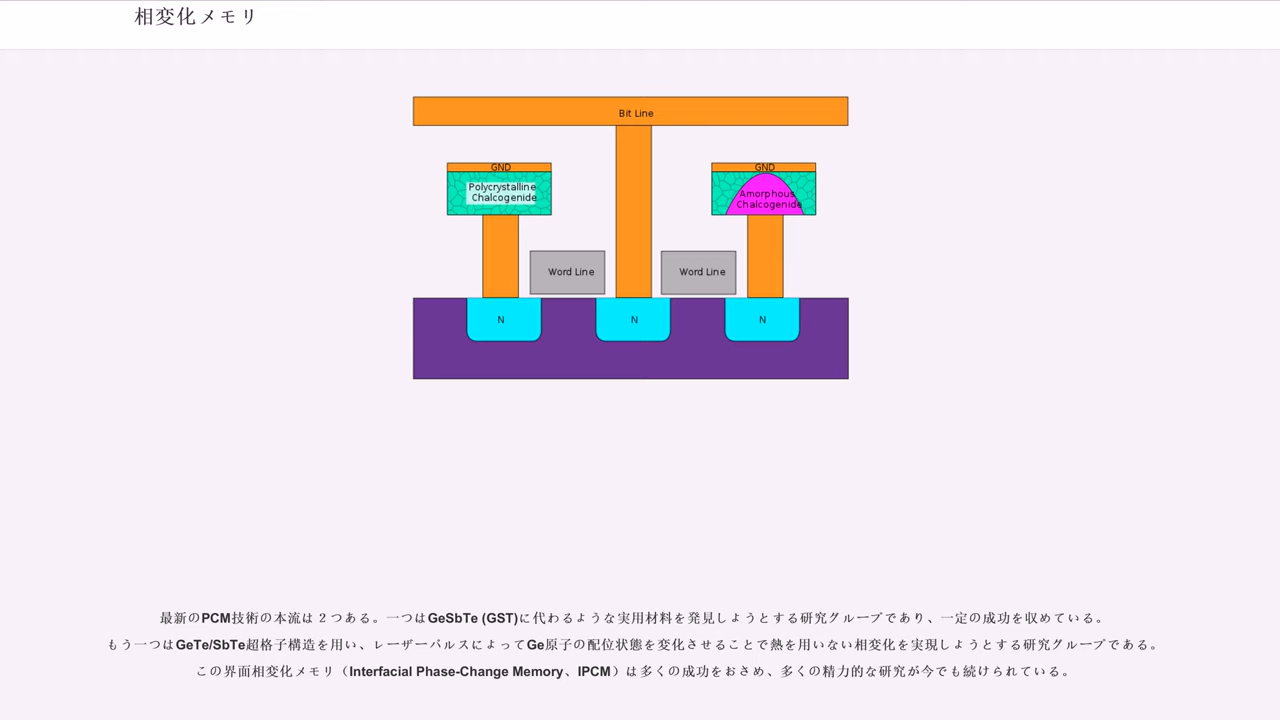 相変化メモリ
Bit Line
GND
GND
Polycrystalline
Chalcogenide
Amorphous
Chalcogenide
Word Line
Word Line
N
N
N
最新のPCM技術の本流は２つある。一つはGeSbTe (GST)に代わるような実用材料を発見しようとする研究グループであり、一定の成功を収めている。
もう一つはGeTe/SbTe超格子構造を用い、レーザーパルスによってGe原子の配位状態を変化させることで熱を用いない相変化を実現しようとする研究グループである。
この界面相変化メモリ（Interfacial Phase-Change Memory、IPCM）は多くの成功をおさめ、多くの精力的な研究が今でも続けられている。